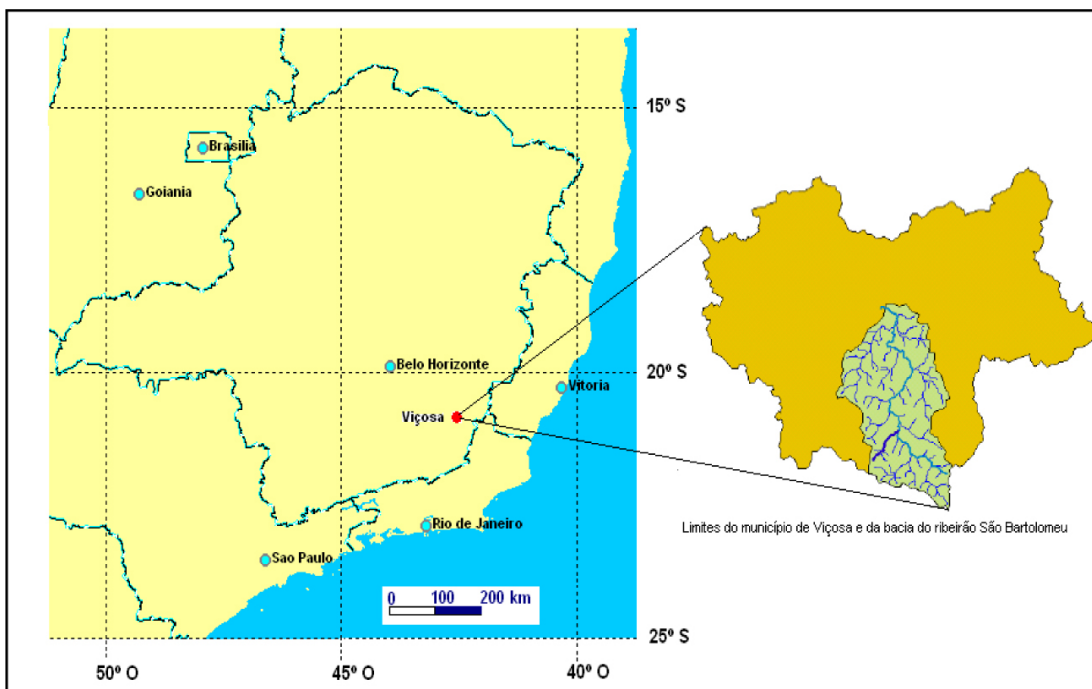 15º S
Brasilia
Goiania
Belo Horizonte
20º S
Vitoria
Viçosa
Limites do município de Viçosa e da bacia do ribeirão São Bartolomeu
Rio de Janeiro
Sao Paulo
0 100 200 km
25º S
50º O 45º O 40º O